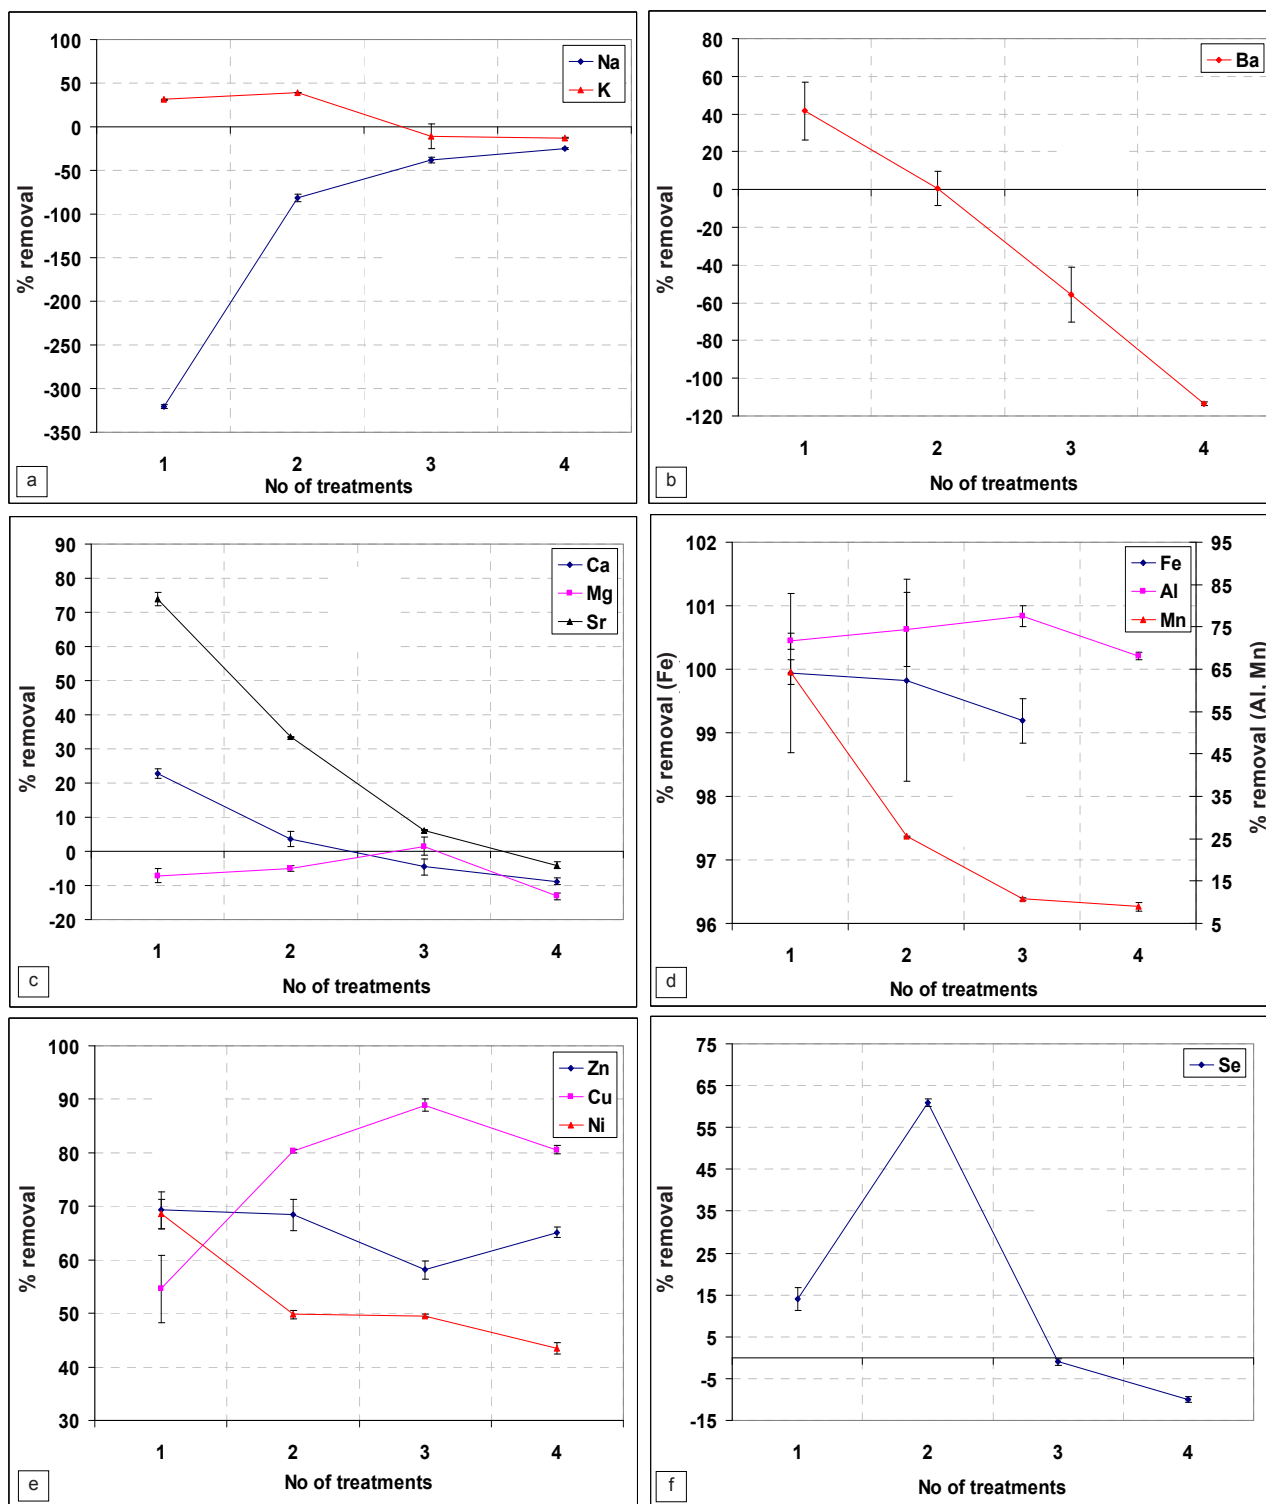 100
50
0
-50
-100
-150
-200
-250
-300
-350
% removal
Na
K
1 2 3 4
No of treatments
a
80
60
40
20
0
-20
-40
-60
-80
-100
-120
% removal
Ba
1 2 3 4
No of treatments
b
90
80
70
60
50
40
30
20
10
0
-10
-20
% removal
Ca
Mg
Sr
1 2 3 4
No of treatments
c
102
101
100
99
98
97
96
% removal (Fe)
Fe
Al
Mn
95
85
75
65
55
45
35
25
15
5
% removal (Al, Mn)
1 2 3 4
No of treatments
d
100
90
80
70
60
50
40
30
% removal
Zn
Cu
Ni
1 2 3 4
No of treatments
e
75
65
55
45
35
25
15
5
-5
-15
% removal
Se
1 2 3 4
No of treatments
f